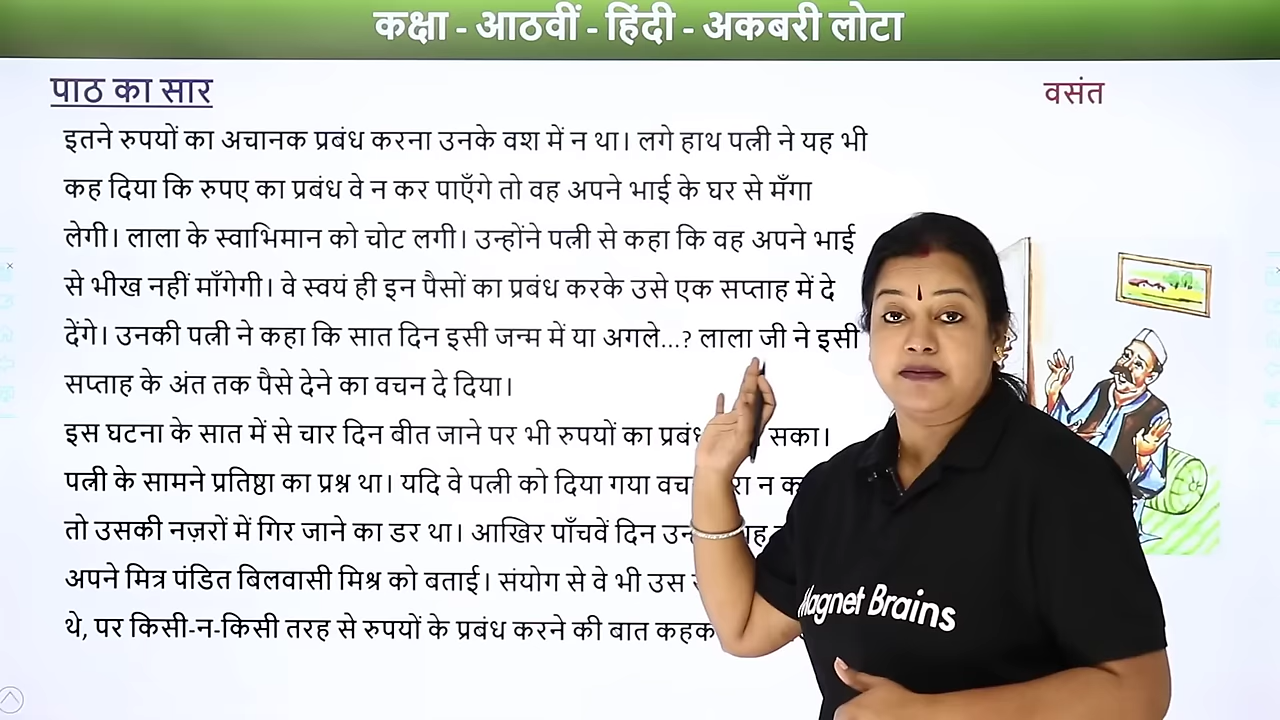 कक्षा - आठवीं - हिंदी - अकबरी लोटा
पाठ का सार
वसंत
इतने रुपयों का अचानक प्रबंध करना उनके वश में न था। लगे हाथ पत्नी ने यह भी
कह दिया कि रुपए का प्रबंध वे न कर पाएँगे तो वह अपने भाई के घर से मँगा
लेगी। लाला के स्वाभिमान को चोट लगी। उन्होंने पत्नी से कहा कि वह अपने भाई
से भीख नहीं माँगेगी। वे स्वयं ही इन पैसों का प्रबंध करके उसे एक सप्ताह में दे
देंगे। उनकी पत्नी ने कहा कि सात दिन इसी जन्म में या अगले...? लाला जी ने इसी
सप्ताह के अंत तक पैसे देने का वचन दे दिया।
इस घटना के सात में से चार दिन बीत जाने पर भी रुपयों का सका।
पत्नी के सामने प्रतिष्ठा का प्रश्न था। यदि वे पत्नी को दिया गया न
तो उसकी नज़रों में गिर जाने का डर था। आखिर पाँचवें दिन
अपने मित्र पंडित बिलवासी मिश्र को बताई। संयोग से वे भी उस
थे, पर किसी-न-किसी तरह से रुपयों के प्रबंध करने की बात
Magnet Brains